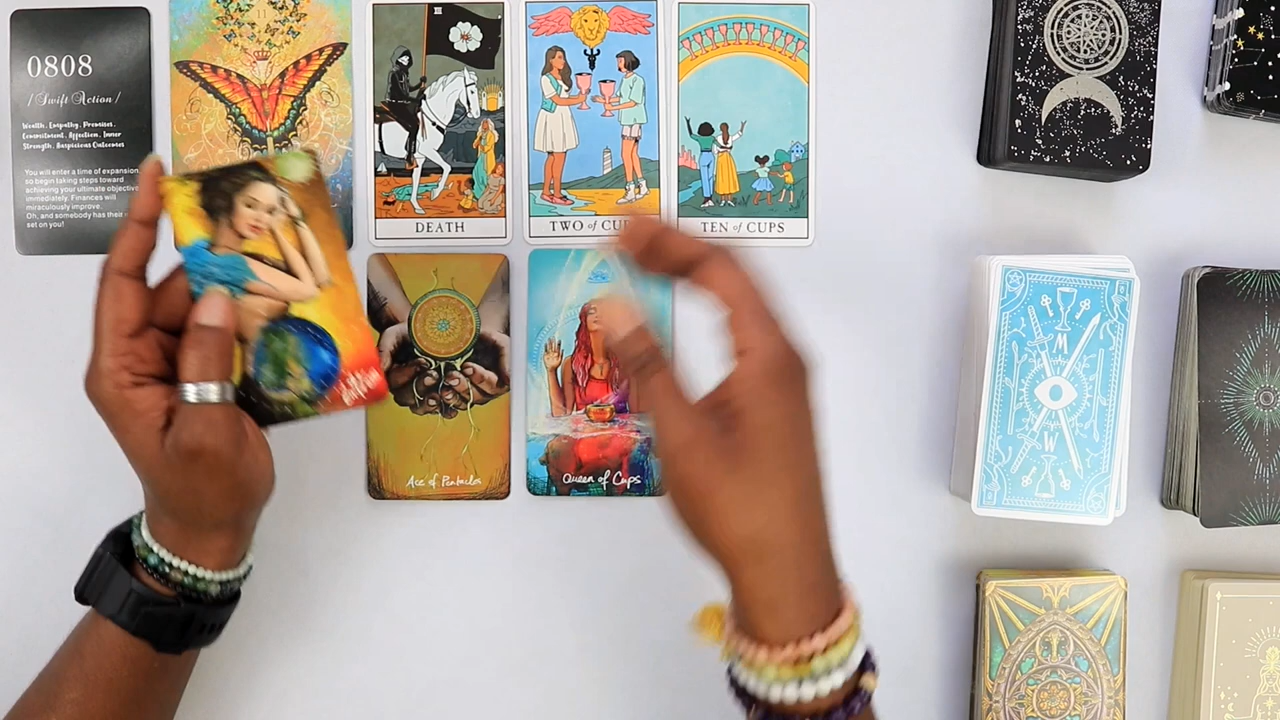 0808
/Swift Action/
Wealth, Empathy, Promises,
Commitment, Affection, Inner
Strength, Auspicious Outcomes
You will enter a time of expansion,
so begin taking steps toward
achieving your ultimate objective
immediately. Finances will
miraculously improve.
Oh, and somebody has their
set on you!
11
DEATH
TWO of CUP
TEN of CUPS
Ace of Pentacles
Queen of Cups
M
W